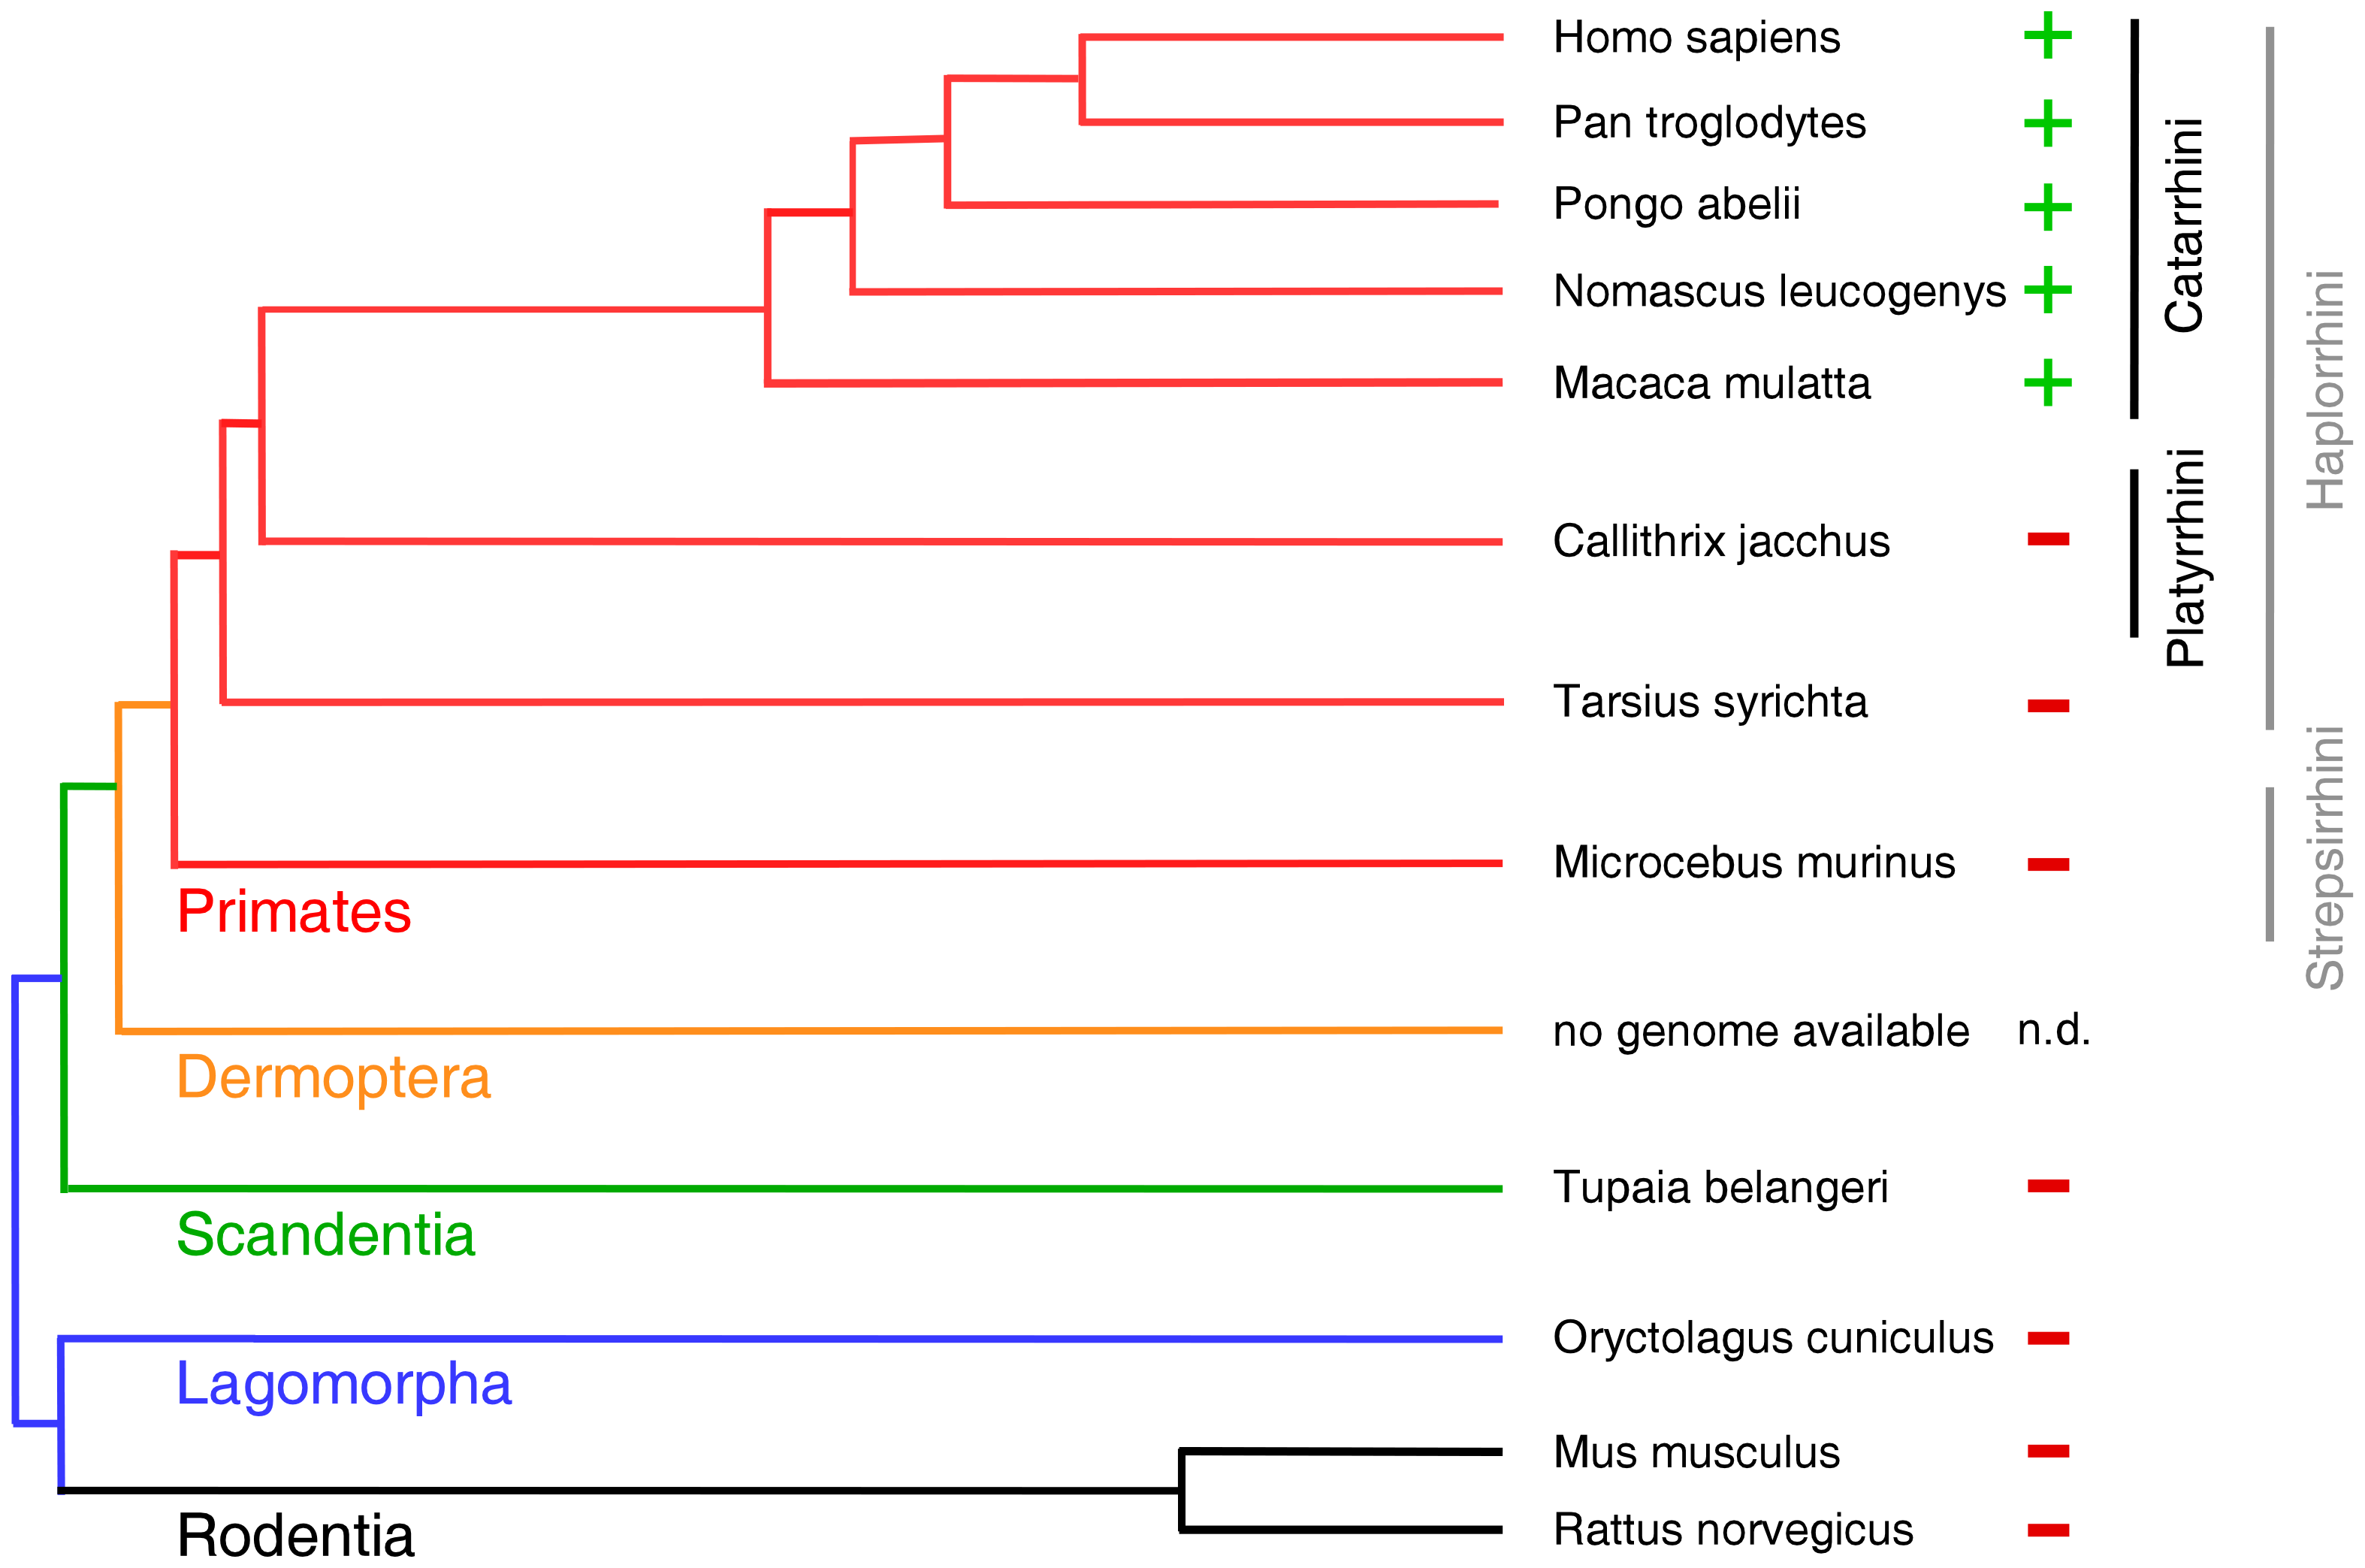 Homo sapiens +
Pan troglodytes +
Pongo abelii +
Nomascus leucogenys +
Macaca mulatta +
Catarrhini
Haplorrhini
Callithrix jacchus −
Platyrrhini
Tarsius syrichta −
Microcebus murinus −
Strepsirrhini
Primates
no genome available n.d.
Dermoptera
Tupaia belangeri −
Scandentia
Oryctolagus cuniculus −
Lagomorpha
Mus musculus −
Rattus norvegicus −
Rodentia